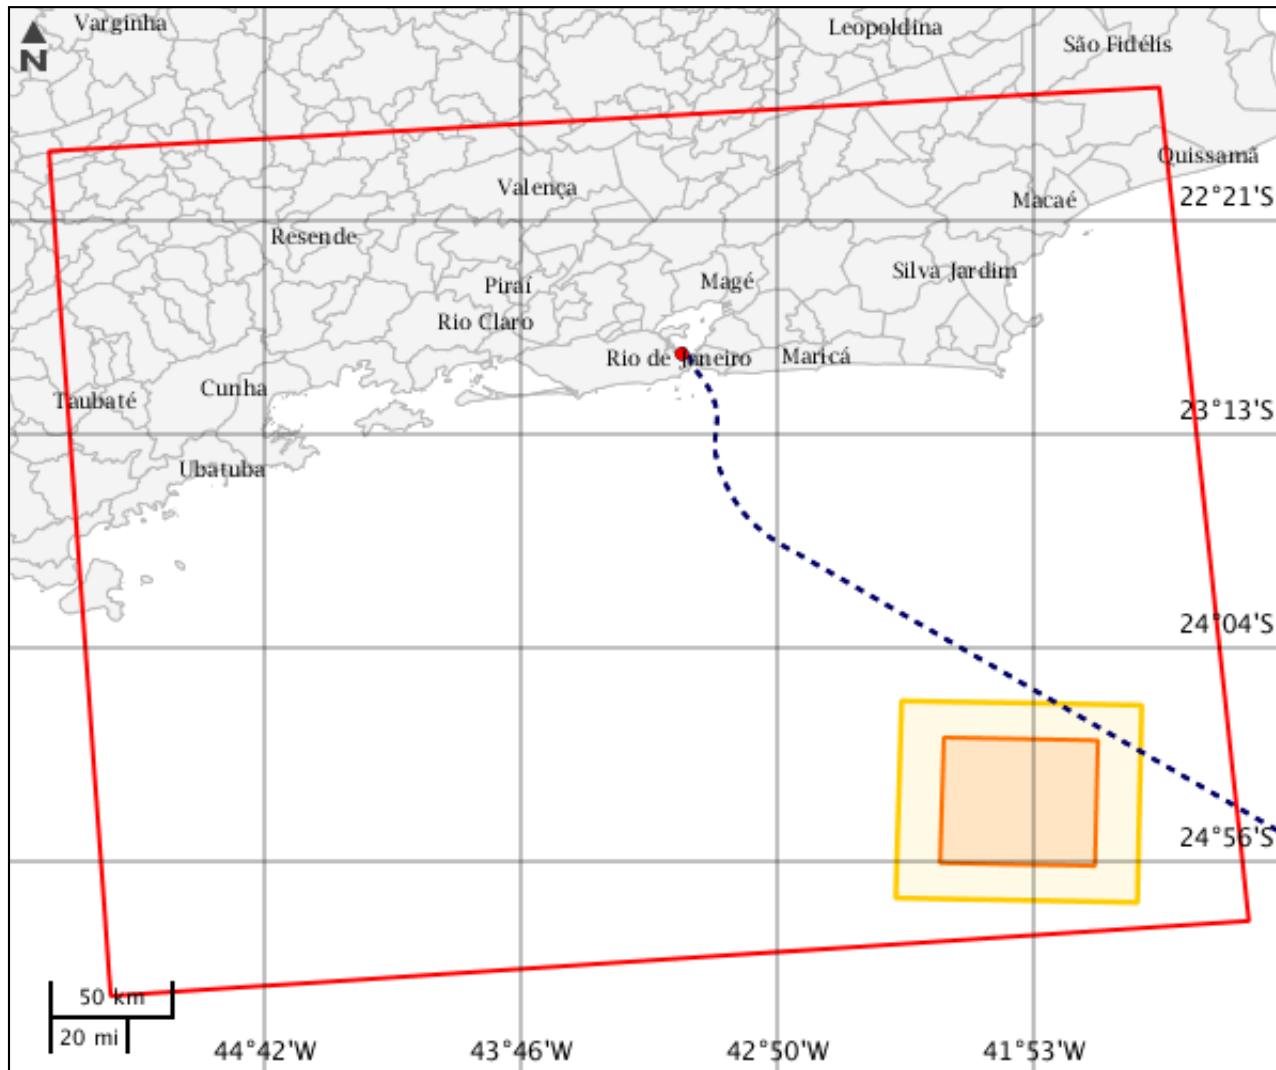 Varginha
Leopoldina
São Fidélis
N
Quissamã
Valença
22°21'S
Macaé
Resende
Silva Jardim
Magé
Piraí
Rio Claro
Rio de Janeiro
Maricá
Cunha
Taubaté
23°13'S
Ubatuba
24°04'S
24°56'S
50 km
20 mi
44°42'W
43°46'W
42°50'W
41°53'W